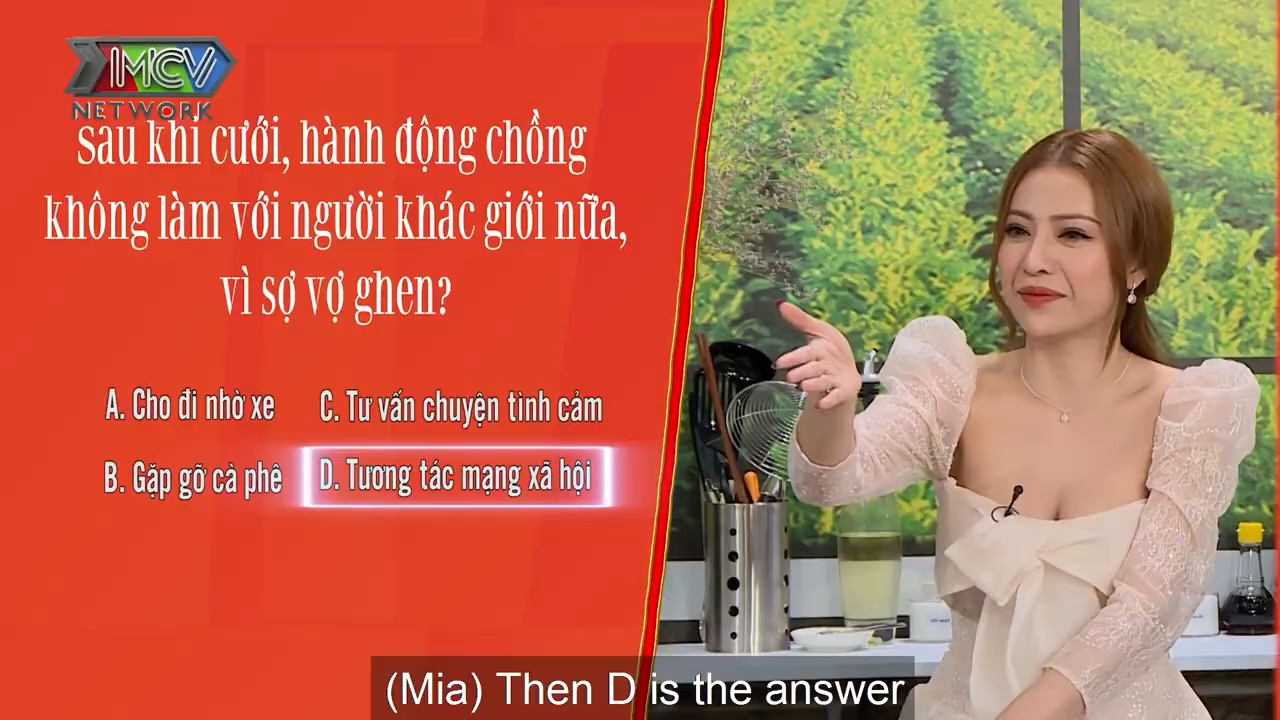 MCV
NETWORK
sau khi cưới, hành động chồng
không làm với người khác giới nữa,
vì sợ vợ ghen?
A. Cho đi nhờ xe
C. Tư vấn chuyện tình cảm
B. Gặp gỡ cà phê
D. Tương tác mạng xã hội
(Mia) Then D is the answer